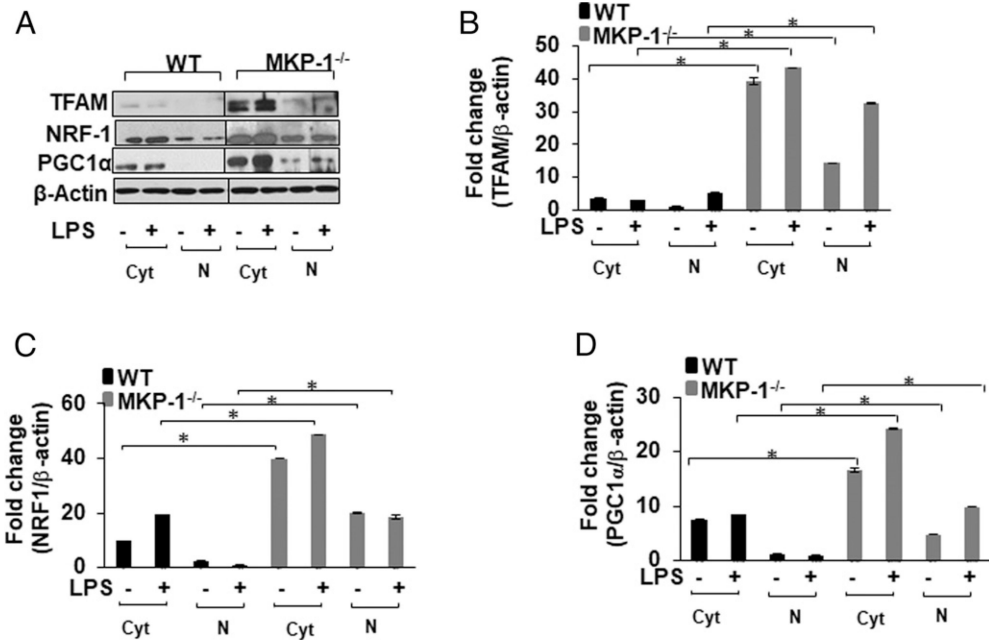 A
WT MKP-1-/-
TFAM
NRF-1
PGC1α
β-Actin
LPS - + - + - + - +
Cyt N Cyt N
B
WT
MKP-1-/-
* * * *
Fold change
(TFAM/β-actin)
50
40
30
20
10
0
LPS - + - + - + - +
Cyt N Cyt N
C
WT
MKP-1-/-
* * * *
Fold change
(NRF1/β-actin)
60
40
20
0
LPS - + - + - + - +
Cyt N Cyt N
D
WT
MKP-1-/-
* * * *
Fold change
(PGC1α/β-actin)
30
20
10
0
LPS - + - + - + - +
Cyt N Cyt N